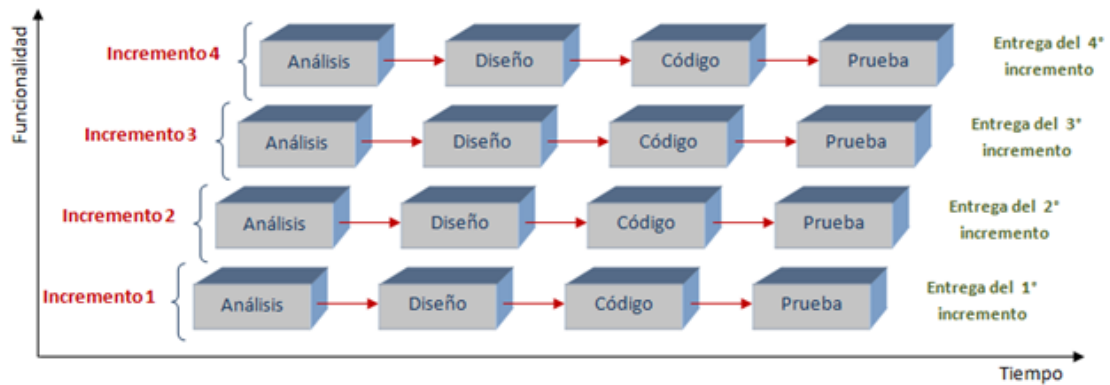 Funcionalidad
Incremento 4
Análisis
Diseño
Código
Prueba
Entrega del 4°
incremento
Incremento 3
Análisis
Diseño
Código
Prueba
Entrega del 3°
incremento
Incremento 2
Análisis
Diseño
Código
Prueba
Entrega del 2°
incremento
Incremento 1
Análisis
Diseño
Código
Prueba
Entrega del 1°
incremento
Tiempo